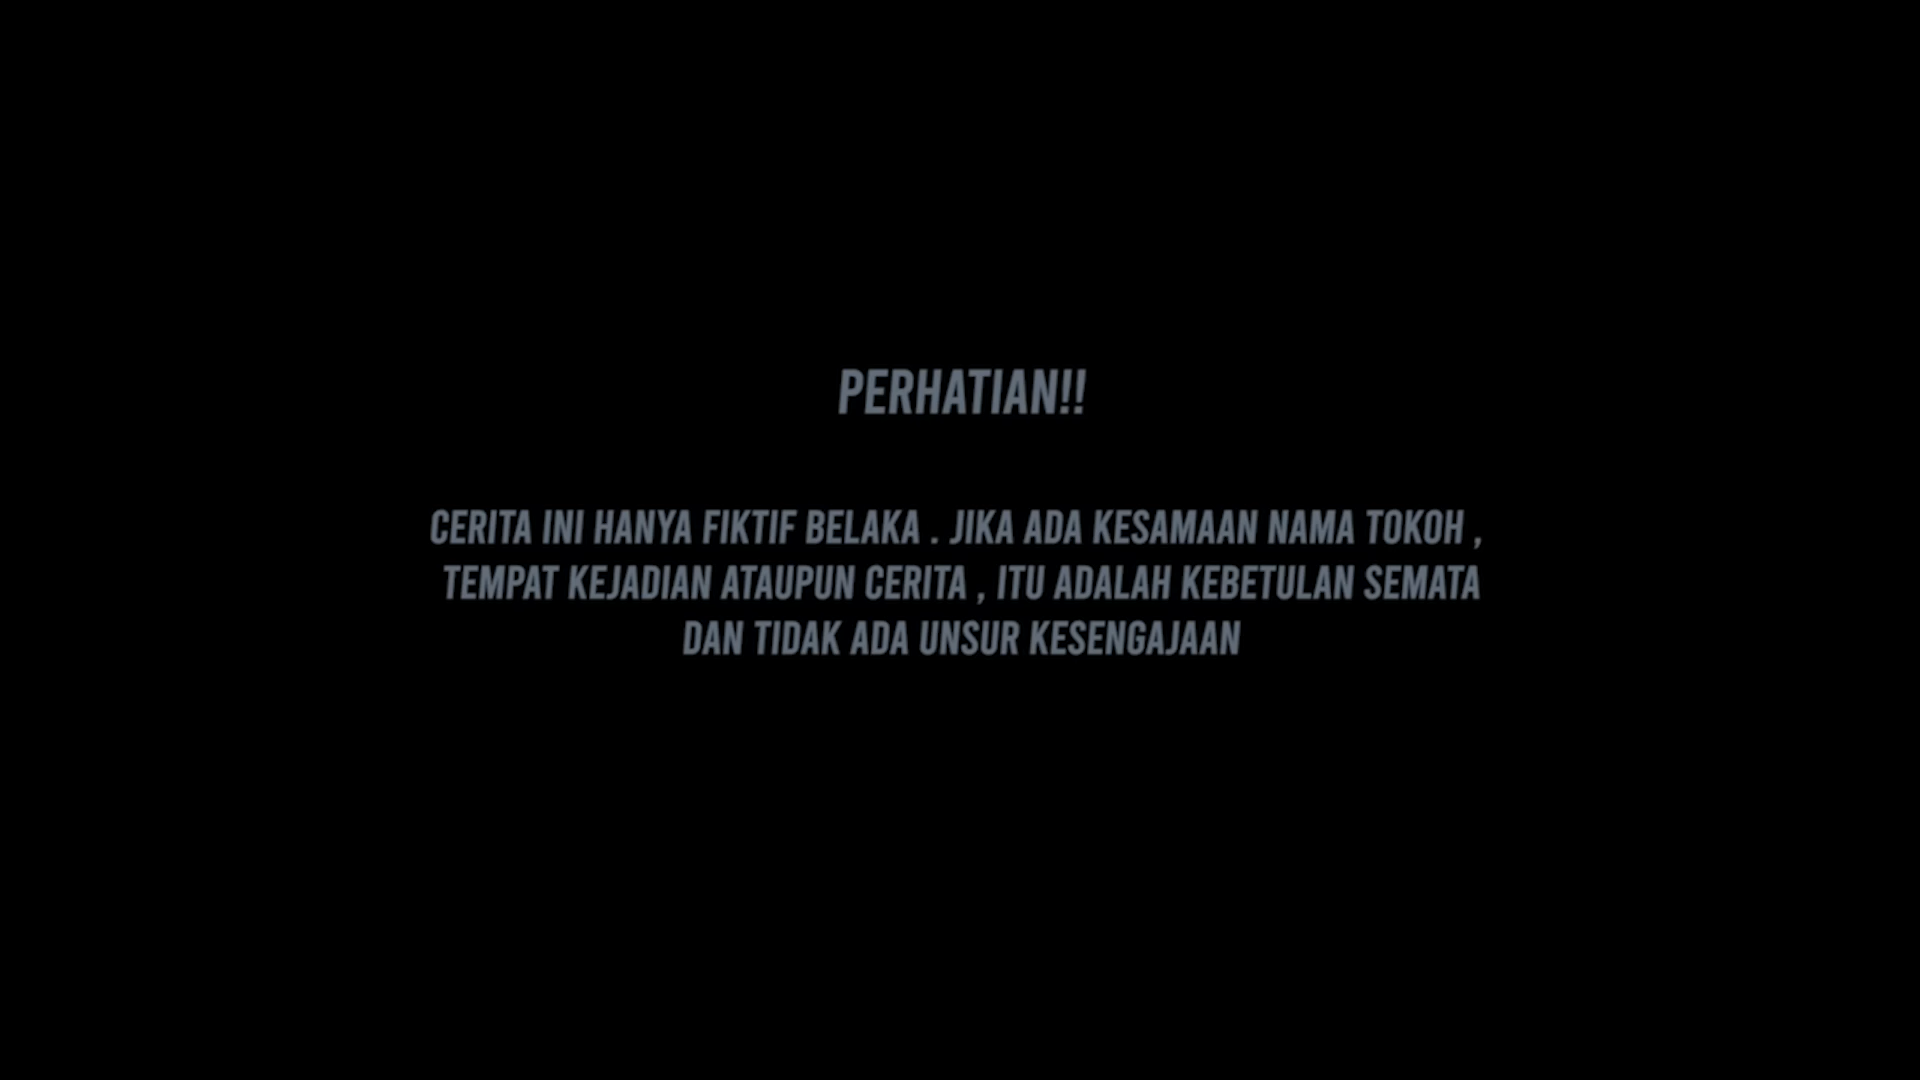 PERHATIAN!!
CERITA INI HANYA FIKTIF BELAKA . JIKA ADA KESAMAAN NAMA TOKOH ,
TEMPAT KEJADIAN ATAUPUN CERITA , ITU ADALAH KEBETULAN SEMATA
DAN TIDAK ADA UNSUR KESENGAJAAN